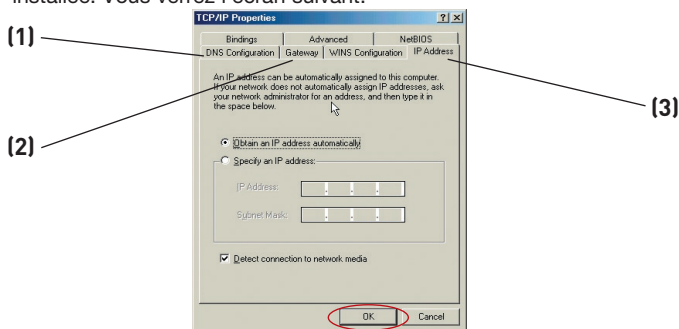 installée. Vous verrez l'écran suivant:
TCP/IP Properties
Bindings Advanced NetBIOS
DNS Configuration Gateway WINS Configuration IP Address
(1)
(2)
(3)
An IP address can be automatically assigned to this computer.
If your network does not automatically assign IP addresses, ask
your network administrator for an address, and then type it in
the space below.
Obtain an IP address automatically
Specify an IP address:
IP Address:
Subnet Mask:
Detect connection to network media
OK Cancel